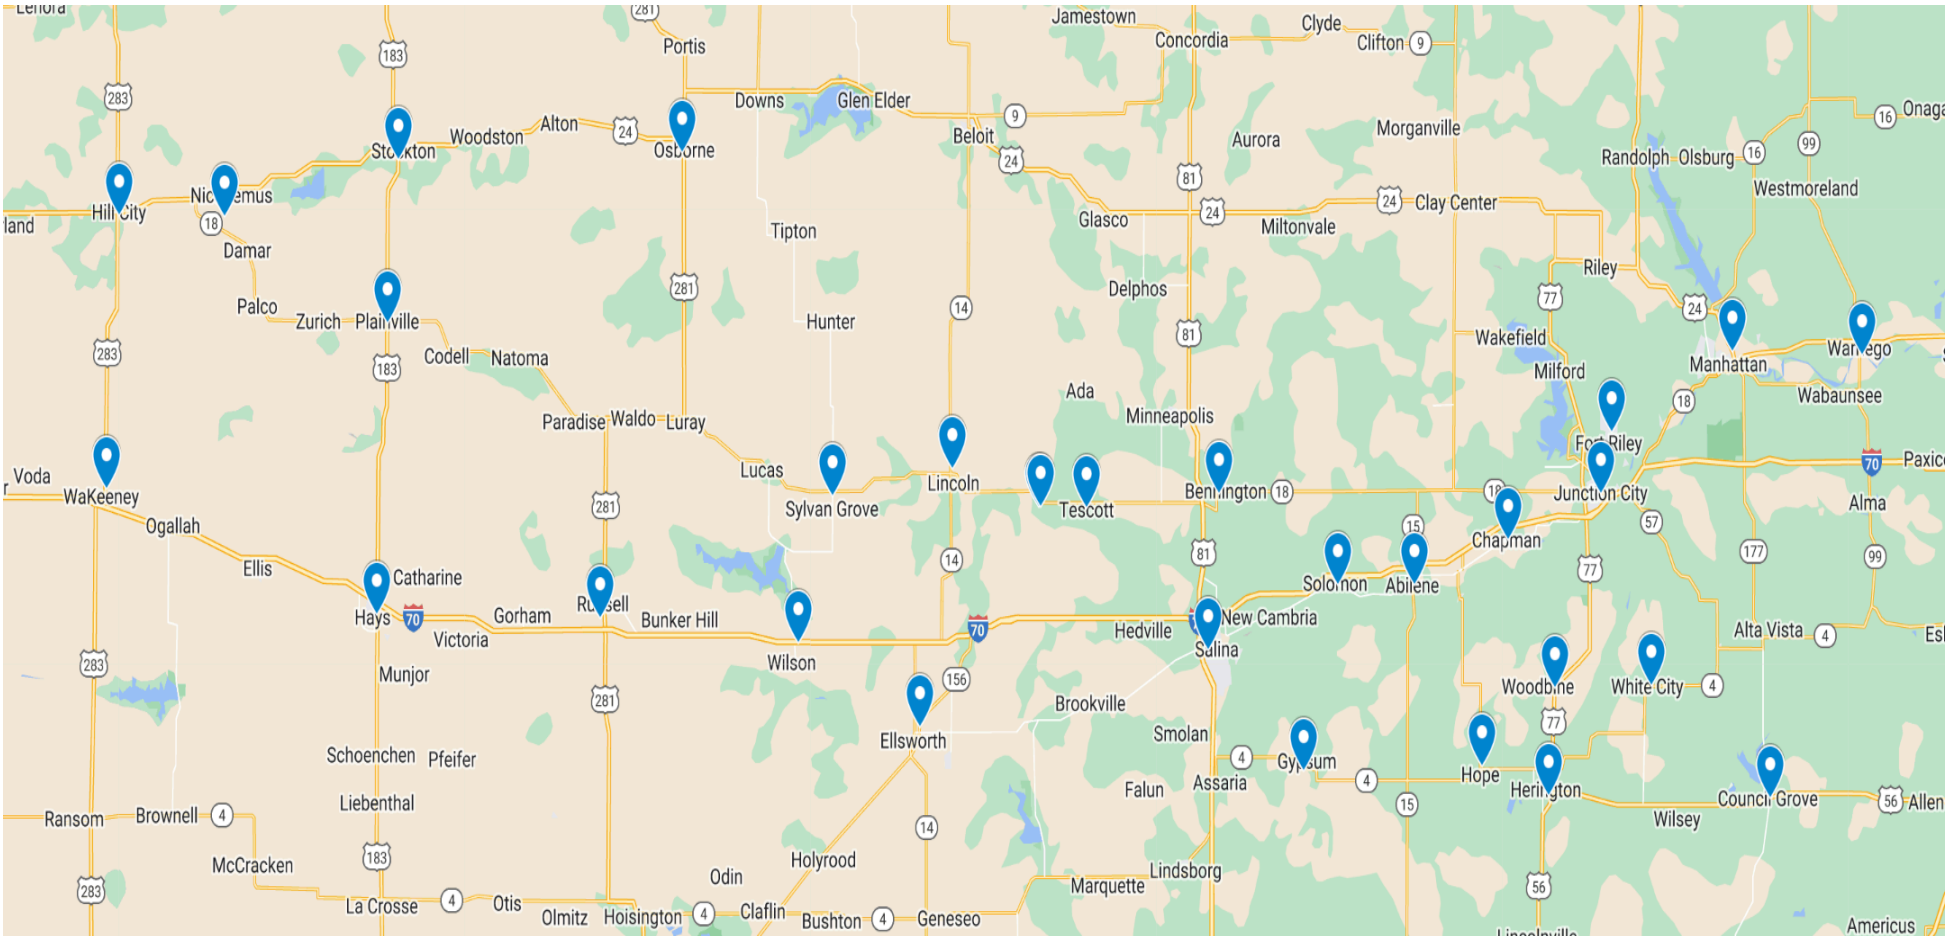 Lenora
281
Jamestown
Clyde
Portis
Concordia
Clifton
9
183
283
Downs
Glen Elder
9
Onaga
16
Woodston
Alton
24
Beloit
Aurora
Morganville
99
Stockton
Osborne
24
Randolph
Olsburg
16
81
Westmoreland
Nicodemus
Hill City
18
Glasco
24
24
Clay Center
rland
Tipton
Miltonvale
Damar
Riley
281
Delphos
77
Palco
14
24
Zurich
Plainville
Hunter
81
Wakefield
283
Codell
Natoma
Manhattan
Wamego
183
Milford
Ada
18
Wabaunsee
Paradise
Waldo
Luray
Minneapolis
Fort Riley
Voda
Lucas
70
Paxico
r
WaKeeney
Lincoln
Bennington
18
18
Junction City
281
Sylvan Grove
Tescott
Alma
Ogallah
15
57
Chapman
Ellis
14
81
177
99
Catharine
77
Solomon
Abilene
Hays
70
Gorham
Russell
Bunker Hill
70
Hedville
New Cambria
Victoria
Alta Vista
4
Esk
Salina
283
Wilson
Munjor
156
Woodbine
White City
4
281
Brookville
77
Ellsworth
Smolan
Schoenchen
Pfeifer
4
Gypsum
Hope
4
Falun
Assaria
Herington
Liebenthal
15
Council Grove
56
Allen
Ransom
Brownell
4
Wilsey
14
McCracken
183
Holyrood
Odin
Lindsborg
283
Marquette
56
La Crosse
4
Otis
Olmitz
Hoisington
4
Claflin
Bushton
4
Geneseo
Americus
Lincolnville